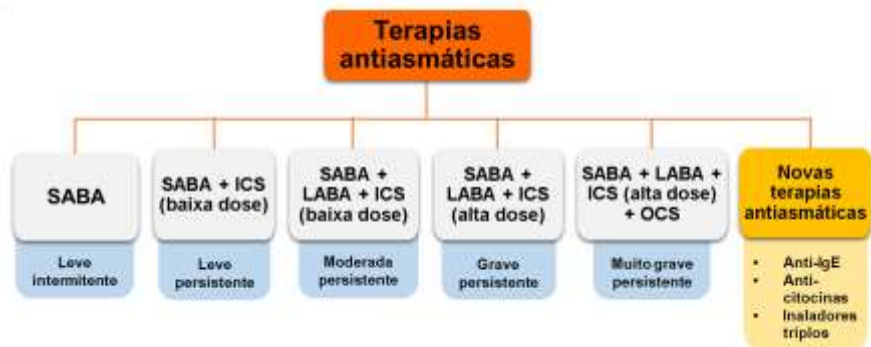 Terapias
antiasmáticas
SABA
Leve
intermitente
SABA + ICS
(baixa dose)
Leve
persistente
SABA +
LABA + ICS
(baixa dose)
Moderada
persistente
SABA +
LABA + ICS
(alta dose)
Grave
persistente
SABA + LABA +
ICS (alta dose)
+ OCS
Muito grave
persistente
Novas
terapias
antiasmáticas
• Anti-IgE
• Anti-
citocinas
• Inaladores
triplos